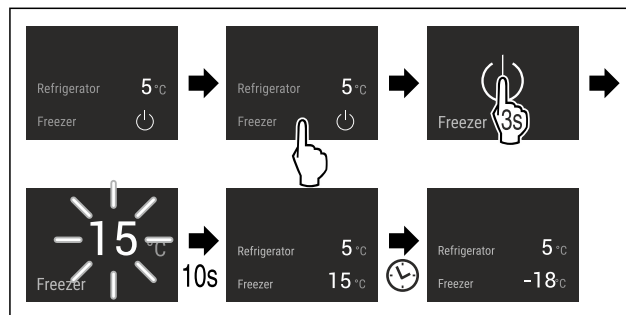 Refrigerator 5 °C
Freezer
Refrigerator 5 °C
Freezer
Freezer 3s
15 °C
Freezer
10s
Refrigerator 5 °C
Freezer 15 °C
Refrigerator 5 °C
Freezer -18 °C